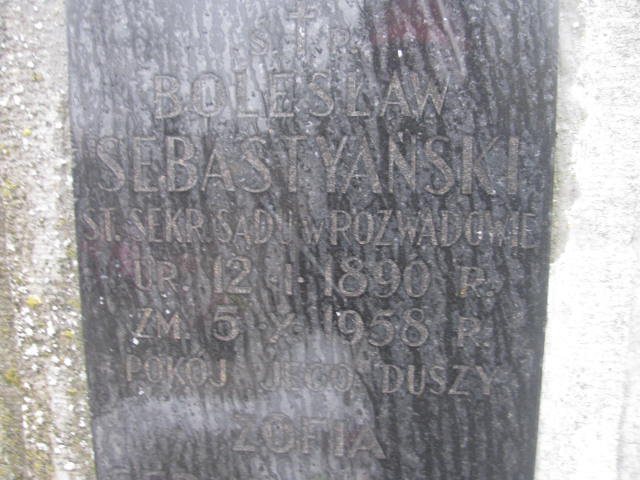 Ś. † P.
BOLESŁAW
SEBASTYAŃSKI
ST. SEKR. SĄDU W ROZWADOWIE
UR. 12 · I · 1890 R.
ZM. 5 · X · 1958 R.
POKÓJ JEGO DUSZY
ZOFIA